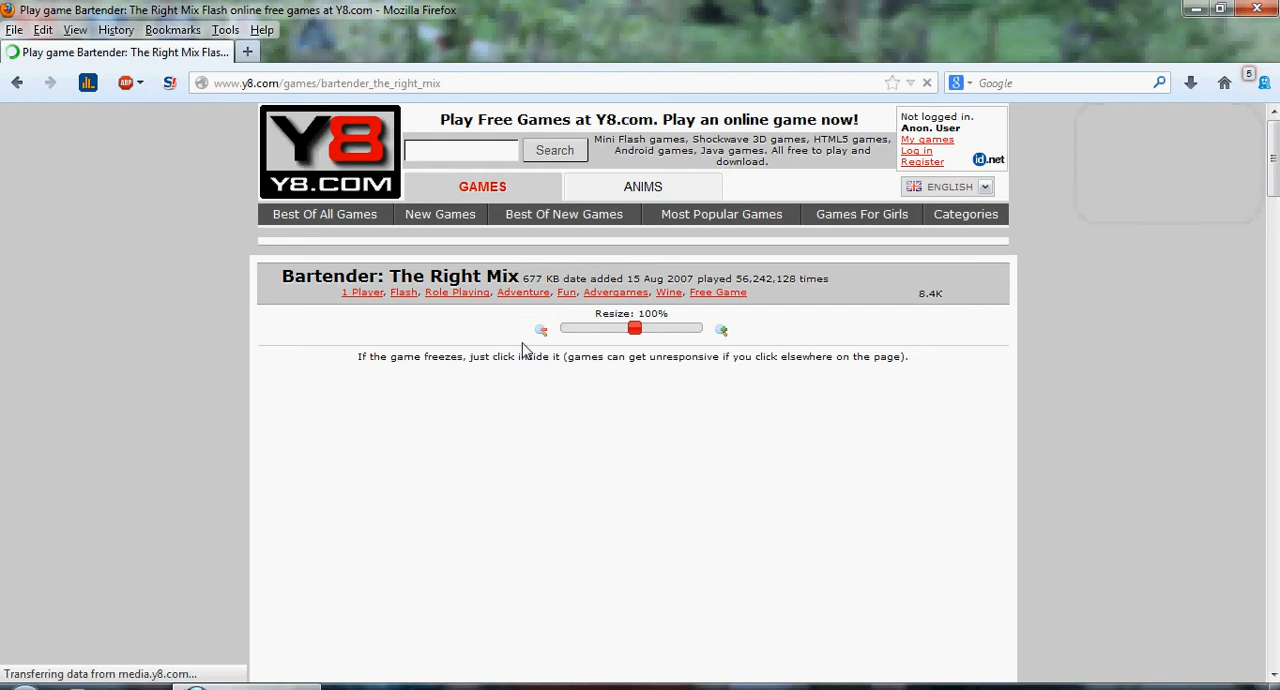 Play game Bartender: The Right Mix Flash online free games at Y8.com - Mozilla Firefox
File Edit View History Bookmarks Tools Help
Play game Bartender: The Right Mix Flas...
www.y8.com/games/bartender_the_right_mix
Google
5
Y8
Y8.COM
Play Free Games at Y8.com. Play an online game now!
Search
Mini Flash games, Shockwave 3D games, HTML5 games,
Android games, Java games. All free to play and
download.
Not logged in.
Anon. User
My games
Log in
Register
id.net
GAMES
ANIMS
ENGLISH
Best Of All Games New Games Best Of New Games Most Popular Games Games For Girls Categories
Bartender: The Right Mix 677 KB date added 15 Aug 2007 played 56,242,128 times
1 Player, Flash, Role Playing, Adventure, Fun, Advergames, Wine, Free Game
8.4K
Resize: 100%
If the game freezes, just click inside it (games can get unresponsive if you click elsewhere on the page).
Transferring data from media.y8.com...